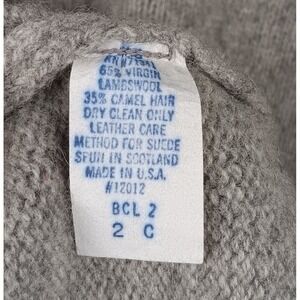 65% VIRGIN
LAMBSWOOL
35% CAMEL HAIR
DRY CLEAN ONLY
LEATHER CARE
METHOD FOR SUEDE
SPUN IN SCOTLAND
MADE IN U.S.A.
#12012
BCL 2
2 C